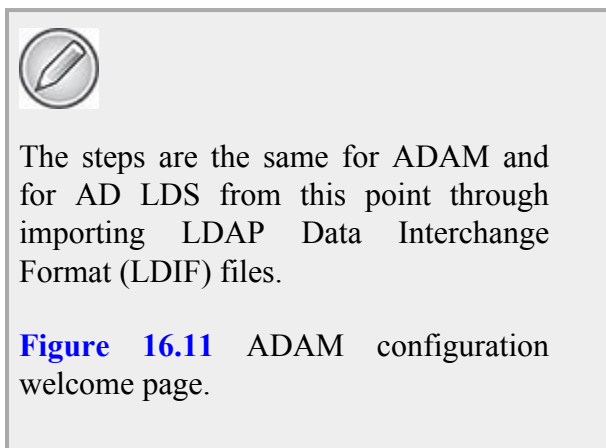 The steps are the same for ADAM and
for AD LDS from this point through
importing LDAP Data Interchange
Format (LDIF) files.
Figure 16.11 ADAM configuration
welcome page.